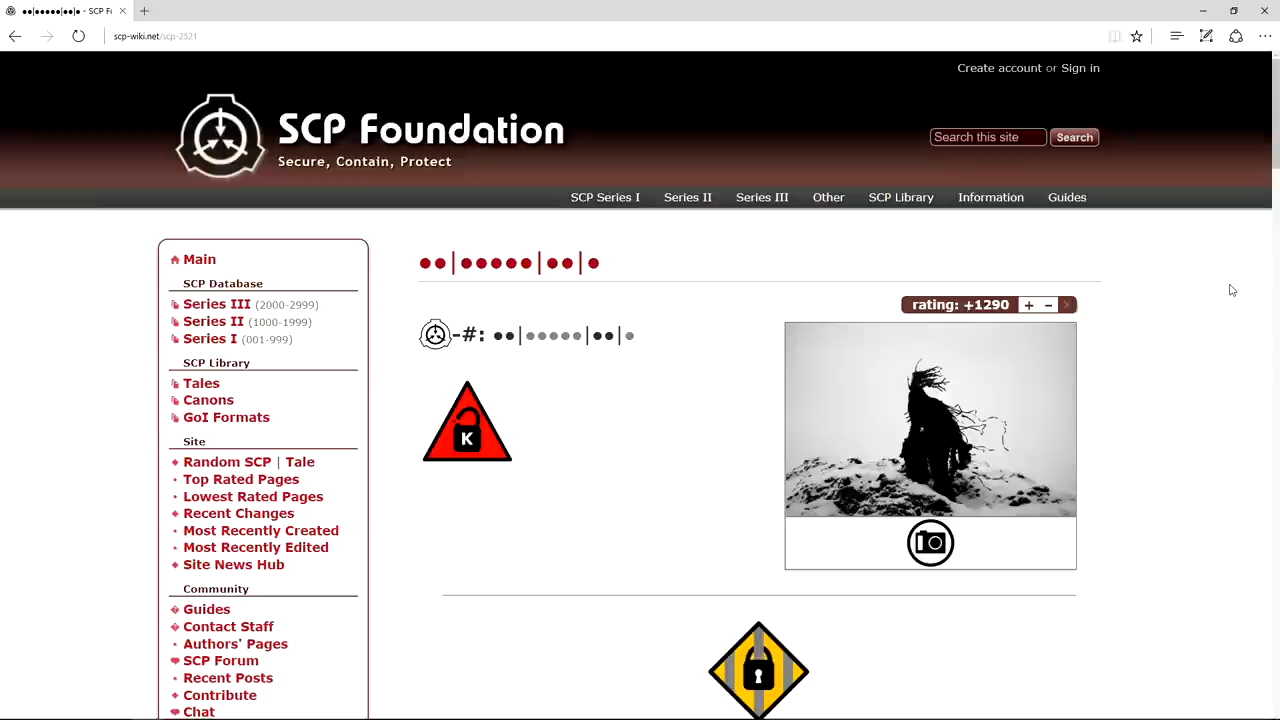 ●●|●●●●●|●●|● - SCP F
scp-wiki.net/scp-2521
Create account or Sign in
SCP Foundation
Secure, Contain, Protect
Search this site
Search
SCP Series I Series II Series III Other SCP Library Information Guides
Main
SCP Database
Series III (2000-2999)
Series II (1000-1999)
Series I (001-999)
SCP Library
Tales
Canons
GoI Formats
Site
Random SCP | Tale
Top Rated Pages
Lowest Rated Pages
Recent Changes
Most Recently Created
Most Recently Edited
Site News Hub
Community
Guides
Contact Staff
Authors' Pages
SCP Forum
Recent Posts
Contribute
Chat
●●|●●●●●|●●|●
rating: +1290 + – x
-#: ●●|●●●●●|●●|●
K